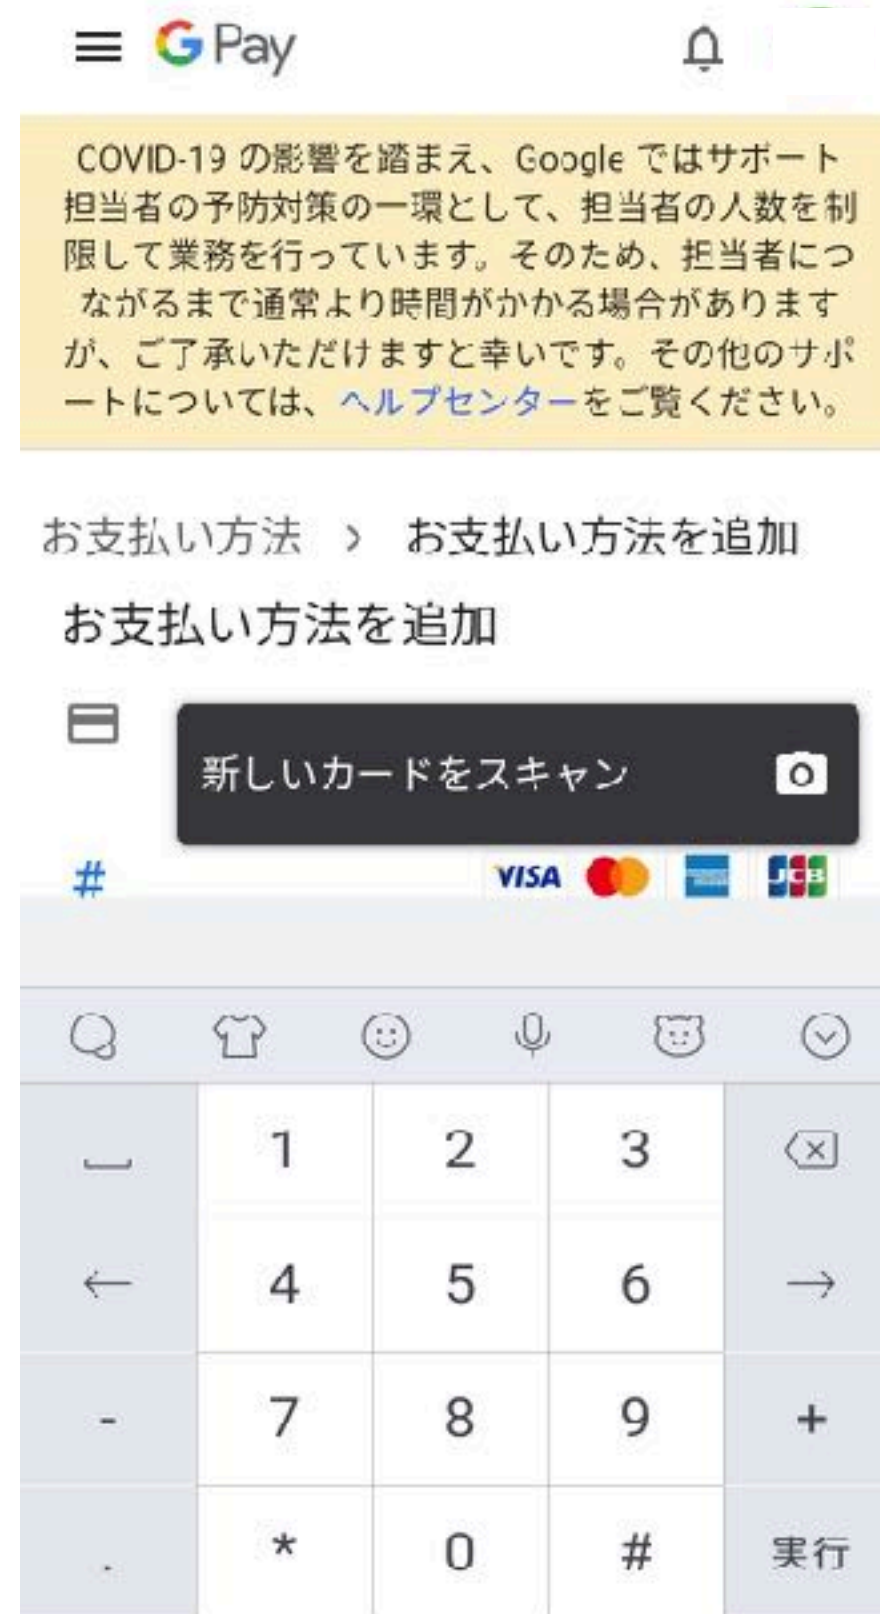 G Pay
COVID-19 の影響を踏まえ、Google ではサポート
担当者の予防対策の一環として、担当者の人数を制
限して業務を行っています。そのため、担当者につ
ながるまで通常より時間がかかる場合があります
が、ご了承いただけますと幸いです。その他のサポ
ートについては、ヘルプセンターをご覧ください。
お支払い方法 › お支払い方法を追加
お支払い方法を追加
新しいカードをスキャン
# VISA AMERICAN EXPRESS JCB
1 2 3
← 4 5 6 →
- 7 8 9 +
. * 0 # 実行